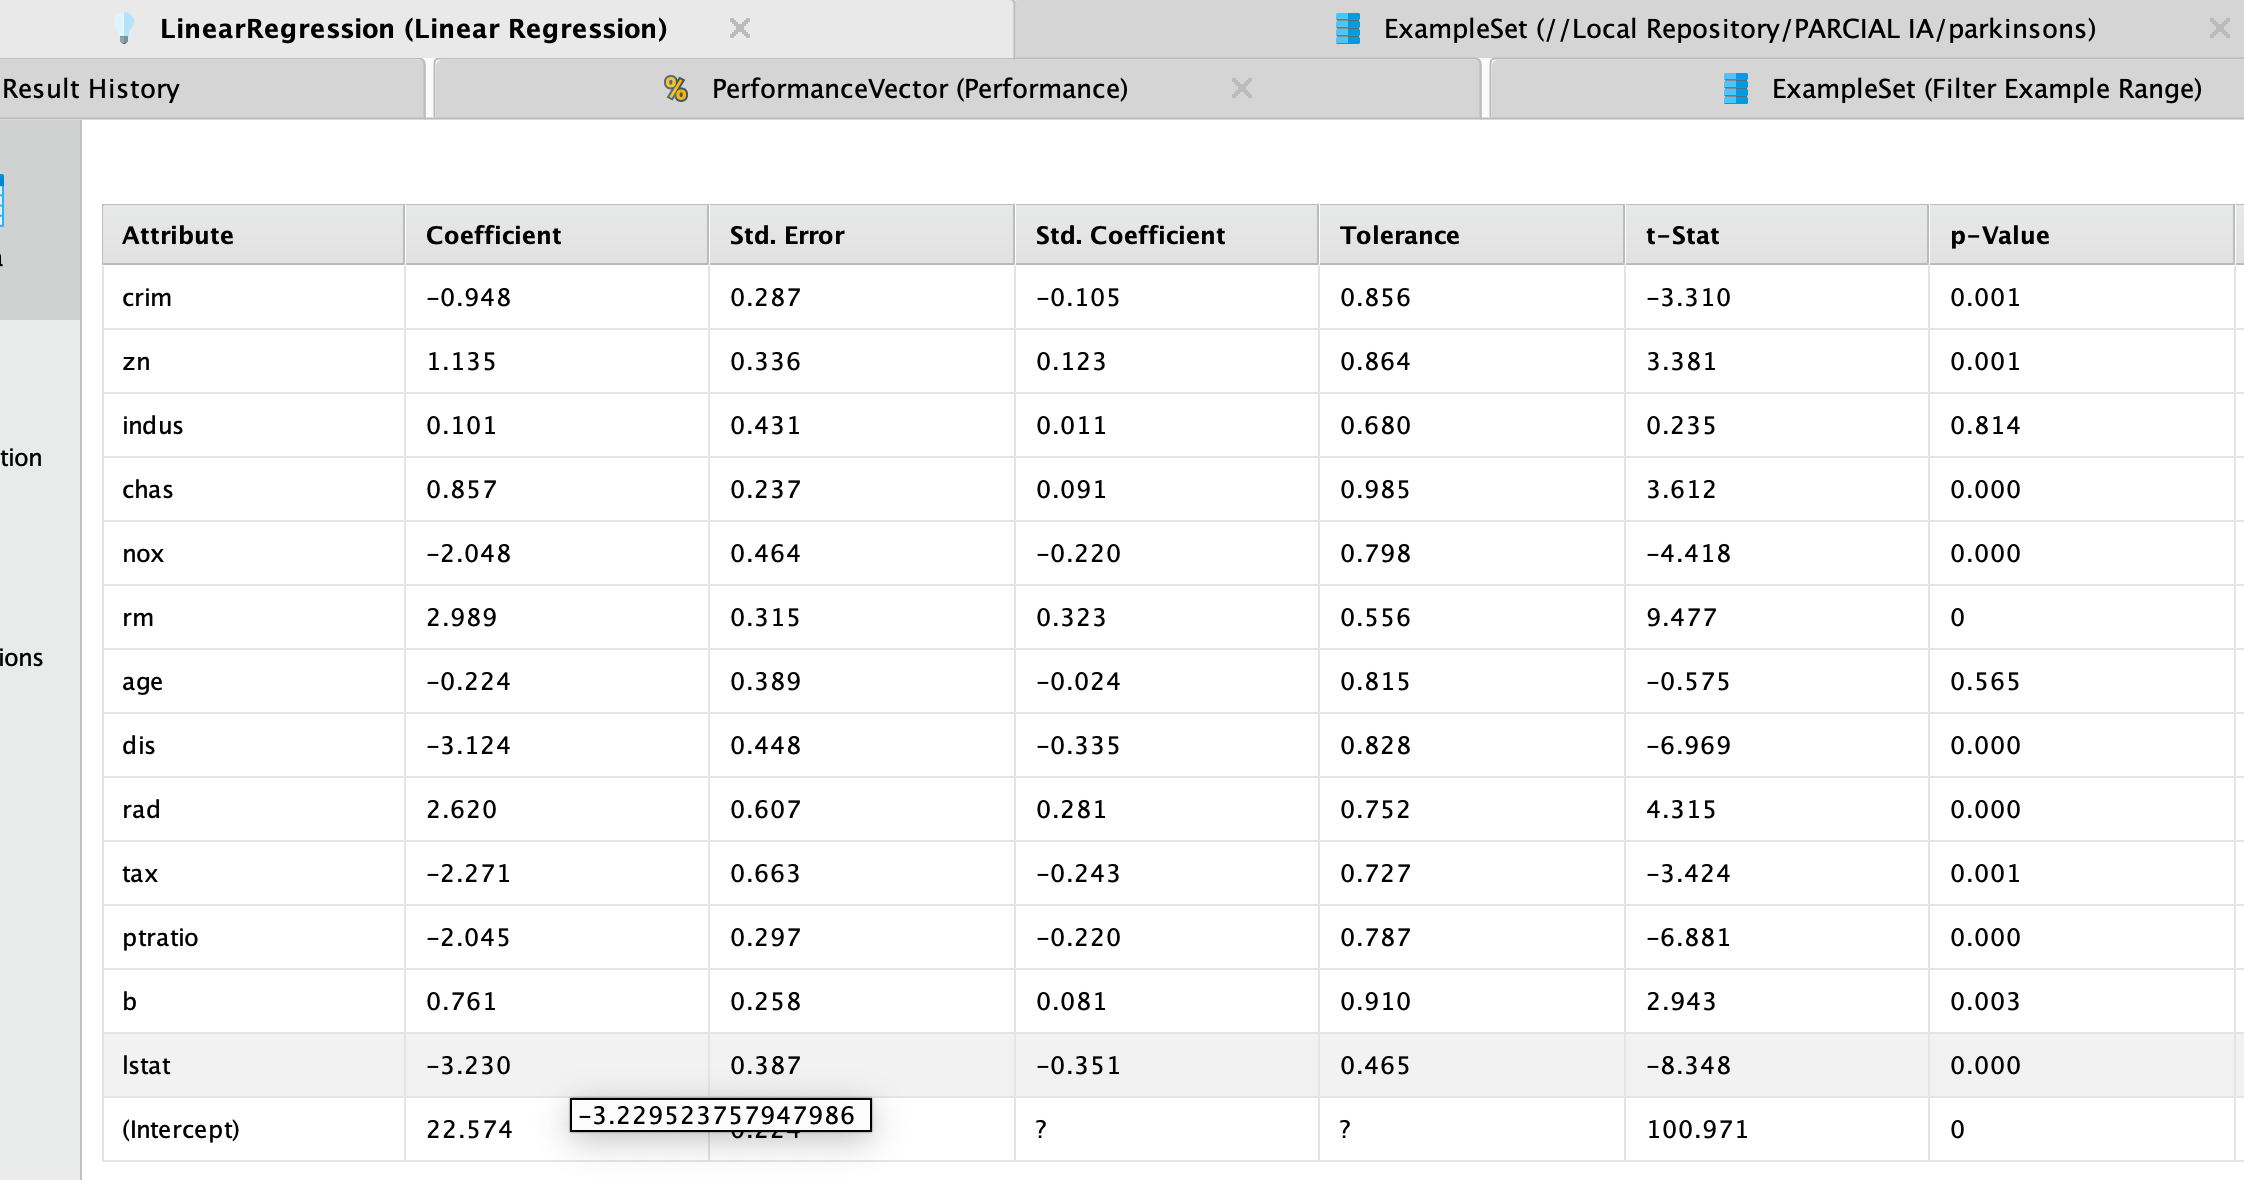 LinearRegression (Linear Regression) ExampleSet (//Local Repository/PARCIAL IA/parkinsons)
Result History % PerformanceVector (Performance) ExampleSet (Filter Example Range)
Attribute Coefficient Std. Error Std. Coefficient Tolerance t-Stat p-Value
crim -0.948 0.287 -0.105 0.856 -3.310 0.001
zn 1.135 0.336 0.123 0.864 3.381 0.001
indus 0.101 0.431 0.011 0.680 0.235 0.814
tion
chas 0.857 0.237 0.091 0.985 3.612 0.000
nox -2.048 0.464 -0.220 0.798 -4.418 0.000
rm 2.989 0.315 0.323 0.556 9.477 0
ions
age -0.224 0.389 -0.024 0.815 -0.575 0.565
dis -3.124 0.448 -0.335 0.828 -6.969 0.000
rad 2.620 0.607 0.281 0.752 4.315 0.000
tax -2.271 0.663 -0.243 0.727 -3.424 0.001
ptratio -2.045 0.297 -0.220 0.787 -6.881 0.000
b 0.761 0.258 0.081 0.910 2.943 0.003
lstat -3.230 0.387 -0.351 0.465 -8.348 0.000
-3.229523757947986
(Intercept) 22.574 ? ? 100.971 0